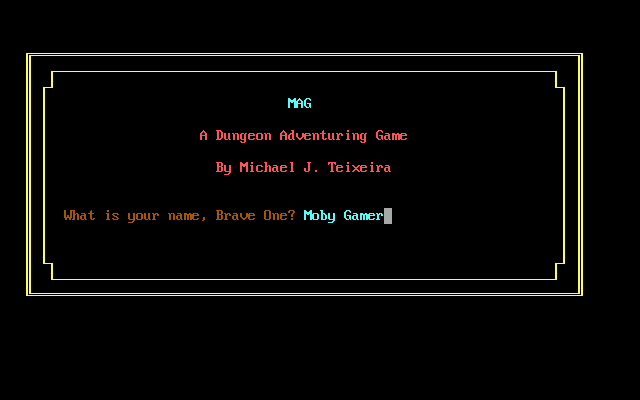 MAG
A Dungeon Adventuring Game
By Michael J. Teixeira
What is your name, Brave One? Moby Gamer